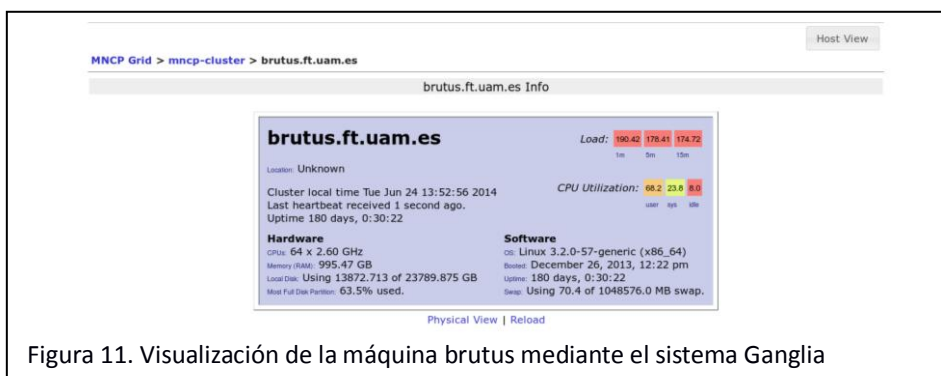 Host View
MNCP Grid > mncp-cluster > brutus.ft.uam.es
brutus.ft.uam.es Info
brutus.ft.uam.es
Load: 190.42 178.41 174.72
1m 5m 15m
Location: Unknown
CPU Utilization: 68.2 23.8 8.0
user sys idle
Cluster local time Tue Jun 24 13:52:56 2014
Last heartbeat received 1 second ago.
Uptime 180 days, 0:30:22
Hardware
CPUs: 64 x 2.60 GHz
Memory (RAM): 995.47 GB
Local Disk: Using 13872.713 of 23789.875 GB
Most Full Disk Partition: 63.5% used.
Software
OS: Linux 3.2.0-57-generic (x86_64)
Booted: December 26, 2013, 12:22 pm
Uptime: 180 days, 0:30:22
Swap: Using 70.4 of 1048576.0 MB swap.
Physical View | Reload
Figura 11. Visualización de la máquina brutus mediante el sistema Ganglia